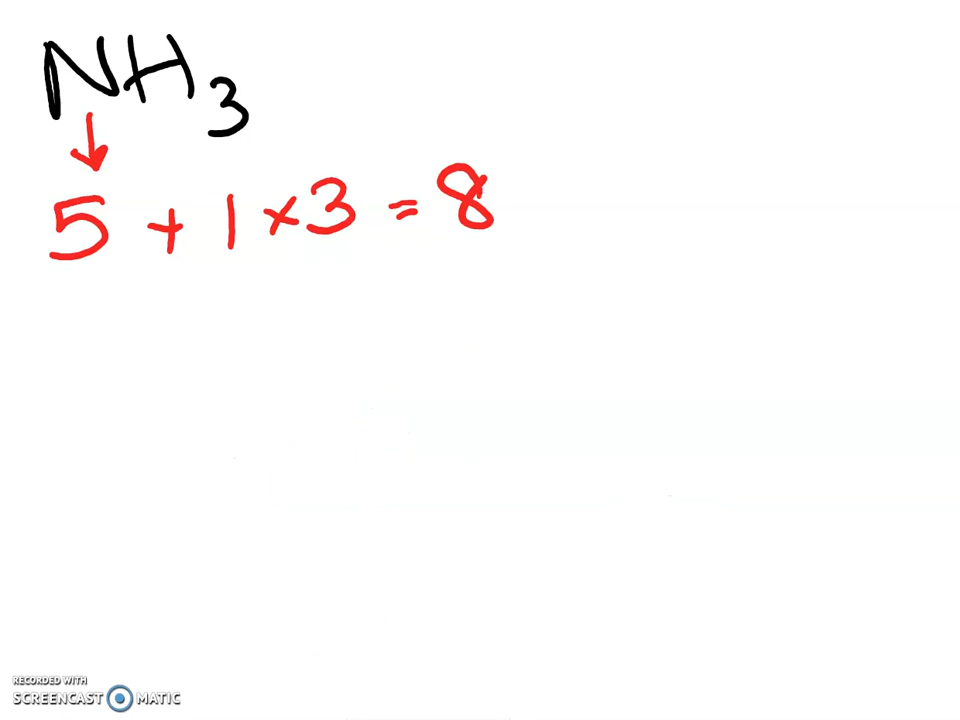 NH3
5 + 1 × 3 = 8
RECORDED WITH
SCREENCAST MATIC